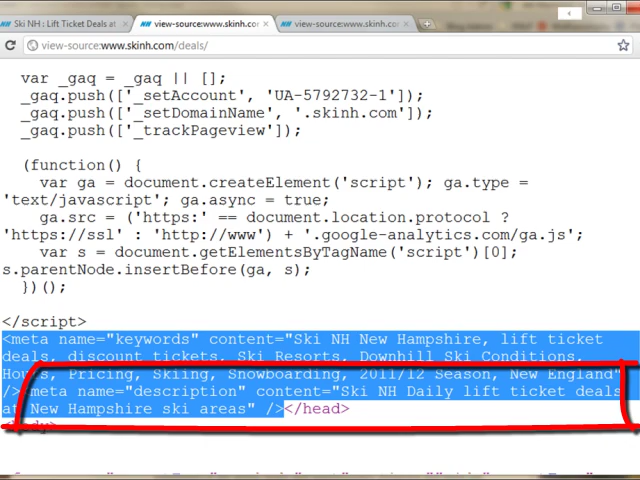 Ski NH : Lift Ticket Deals at
view-source:www.skinh.co
view-source:www.skinh.com
view-source:www.skinh.com/deals/
var _gaq = _gaq || [];
_gaq.push(['_setAccount', 'UA-5792732-1']);
_gaq.push(['_setDomainName', '.skinh.com']);
_gaq.push(['_trackPageview']);
(function() {
var ga = document.createElement('script'); ga.type =
'text/javascript'; ga.async = true;
ga.src = ('https:' == document.location.protocol ?
'https://ssl' : 'http://www') + '.google-analytics.com/ga.js';
var s = document.getElementsByTagName('script')[0];
s.parentNode.insertBefore(ga, s);
})();
</script>
<meta name="keywords" content="Ski NH New Hampshire, lift ticket
deals, discount tickets, Ski Resorts, Downhill Ski Conditions,
Hours, Pricing, Skiing, Snowboarding, 2011/12 Season, New England"
/><meta name="description" content="Ski NH Daily lift ticket deals
at New Hampshire ski areas" /></head>
<body>